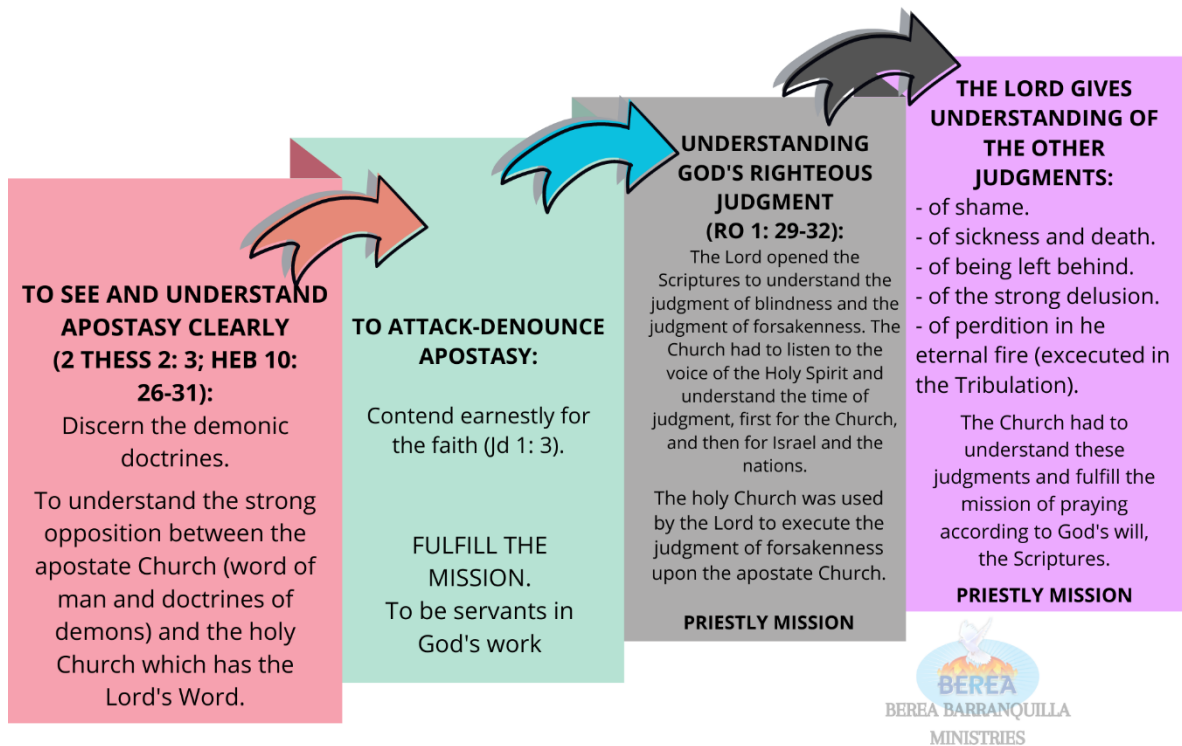 TO SEE AND UNDERSTAND
APOSTASY CLEARLY
(2 THESS 2: 3; HEB 10:
26-31):
Discern the demonic
doctrines.
To understand the strong
opposition between the
apostate Church (word of
man and doctrines of
demons) and the holy
Church which has the
Lord's Word.
TO ATTACK-DENOUNCE
APOSTASY:
Contend earnestly for
the faith (Jd 1: 3).
FULFILL THE
MISSION.
To be servants in
God's work
UNDERSTANDING
GOD'S RIGHTEOUS
JUDGMENT
(RO 1: 29-32):
The Lord opened the
Scriptures to understand the
judgment of blindness and the
judgment of forsakenness. The
Church had to listen to the
voice of the Holy Spirit and
understand the time of
judgment, first for the Church,
and then for Israel and the
nations.
The holy Church was used
by the Lord to execute the
judgment of forsakenness
upon the apostate Church.
PRIESTLY MISSION
THE LORD GIVES
UNDERSTANDING OF
THE OTHER
JUDGMENTS:
- of shame.
- of sickness and death.
- of being left behind.
- of the strong delusion.
- of perdition in he
eternal fire (excecuted in
the Tribulation).
The Church had to
understand these
judgments and fulfill the
mission of praying
according to God's will,
the Scriptures.
PRIESTLY MISSION
BEREA
BEREA BARRANQUILLA
MINISTRIES